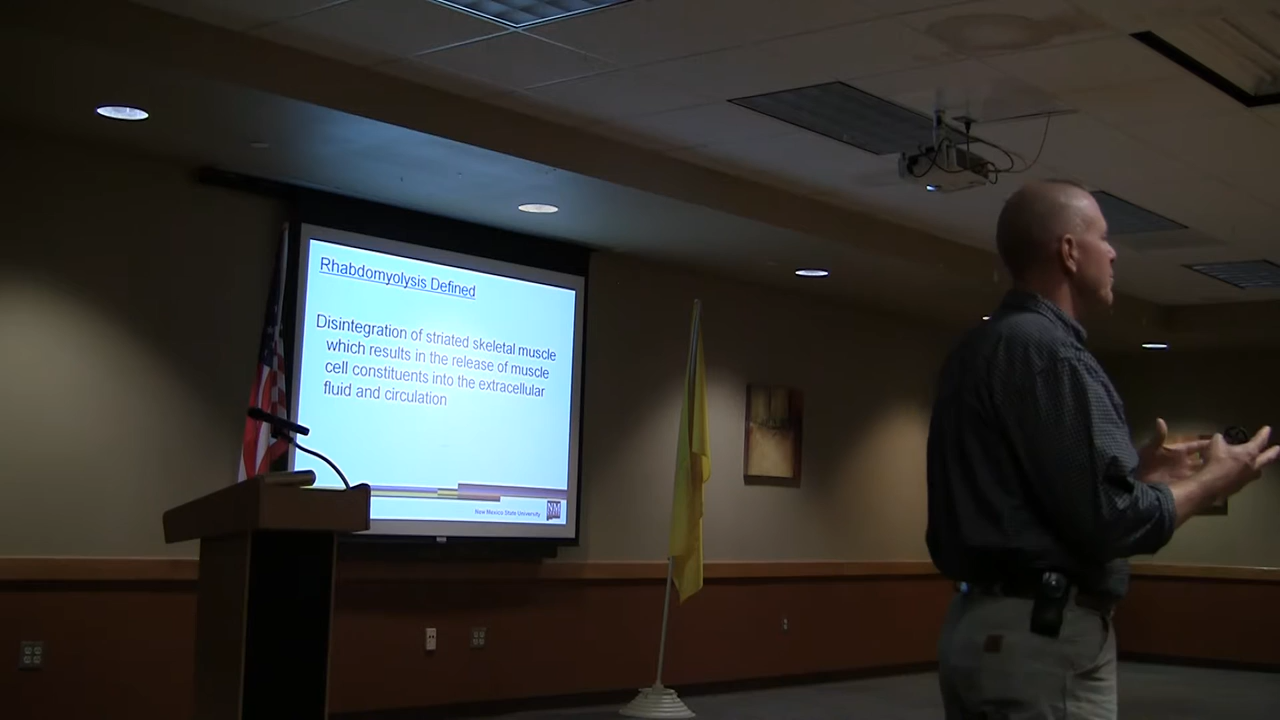 Rhabdomyolysis Defined
Disintegration of striated skeletal muscle
which results in the release of muscle
cell constituents into the extracellular
fluid and circulation
New Mexico State University
NM